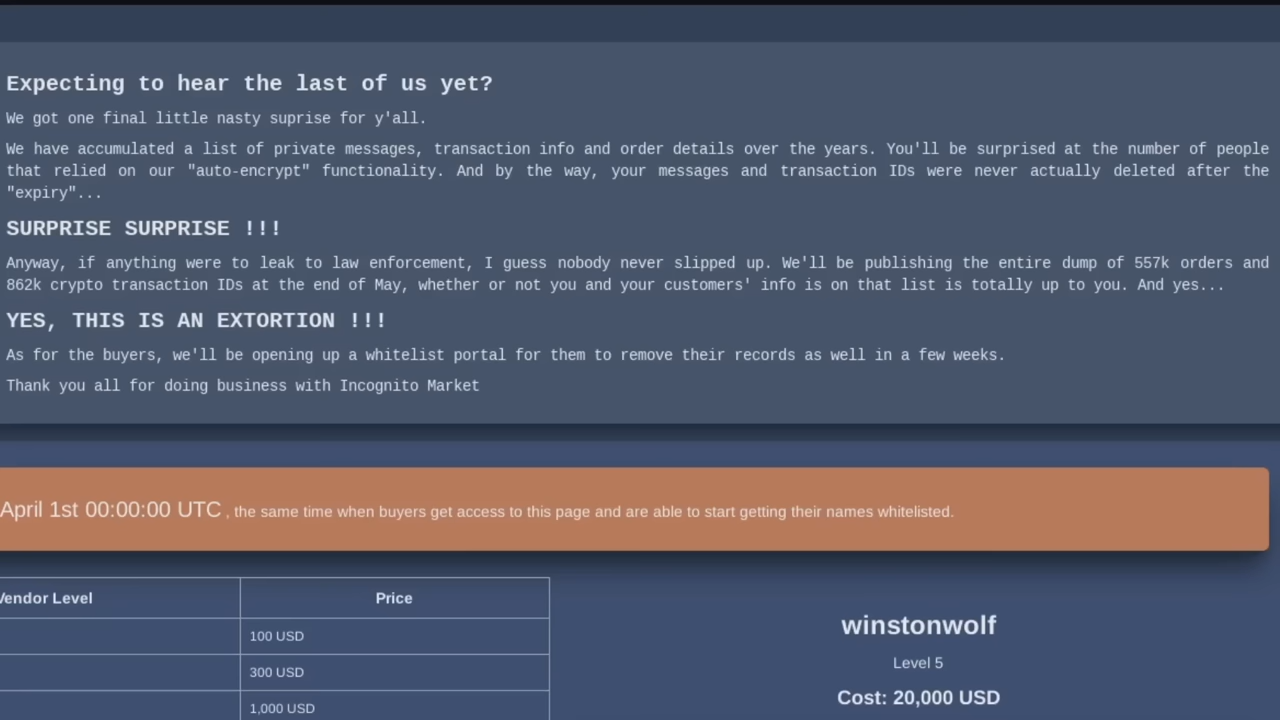 Expecting to hear the last of us yet?
We got one final little nasty suprise for y'all.
We have accumulated a list of private messages, transaction info and order details over the years. You'll be surprised at the number of people
that relied on our "auto-encrypt" functionality. And by the way, your messages and transaction IDs were never actually deleted after the
"expiry"...
SURPRISE SURPRISE !!!
Anyway, if anything were to leak to law enforcement, I guess nobody never slipped up. We'll be publishing the entire dump of 557k orders and
862k crypto transaction IDs at the end of May, whether or not you and your customers' info is on that list is totally up to you. And yes...
YES, THIS IS AN EXTORTION !!!
As for the buyers, we'll be opening up a whitelist portal for them to remove their records as well in a few weeks.
Thank you all for doing business with Incognito Market
April 1st 00:00:00 UTC , the same time when buyers get access to this page and are able to start getting their names whitelisted.
Vendor Level Price
100 USD
300 USD
1,000 USD
winstonwolf
Level 5
Cost: 20,000 USD